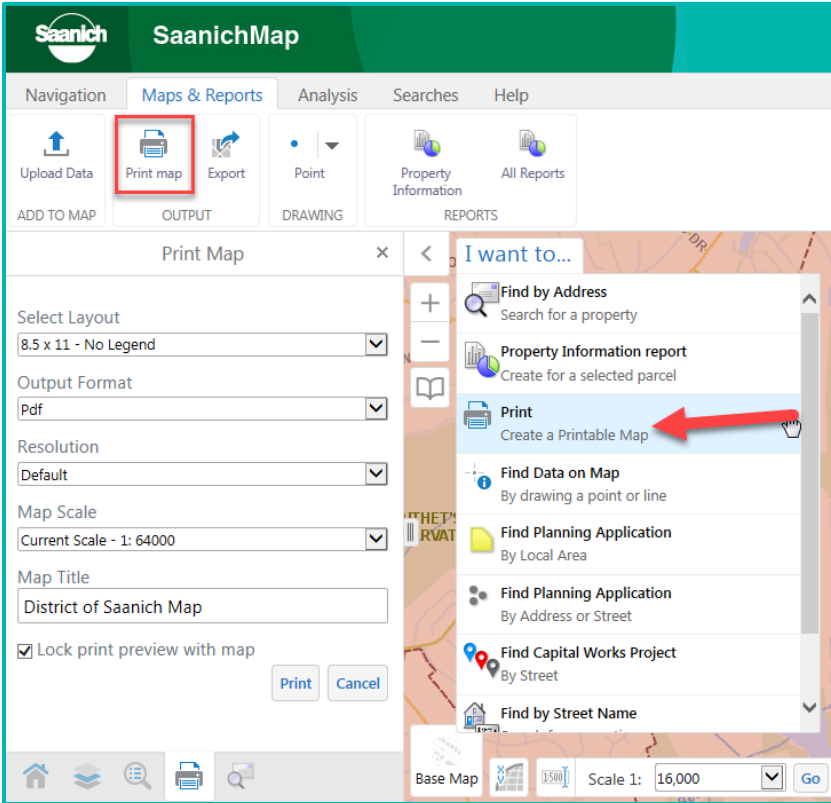 Saanich
SaanichMap
Navigation Maps & Reports Analysis Searches Help
Upload Data Print map Export Point Property Information All Reports
ADD TO MAP OUTPUT DRAWING REPORTS
Print Map
Select Layout
8.5 x 11 - No Legend
Output Format
Pdf
Resolution
Default
Map Scale
Current Scale - 1: 64000
Map Title
District of Saanich Map
Lock print preview with map
Print Cancel
DR
I want to...
Find by Address
Search for a property
Property Information report
Create for a selected parcel
Print
Create a Printable Map
Find Data on Map
By drawing a point or line
Find Planning Application
By Local Area
Find Planning Application
By Address or Street
Find Capital Works Project
By Street
Find by Street Name
Base Map
1:500
Scale 1: 16,000 Go